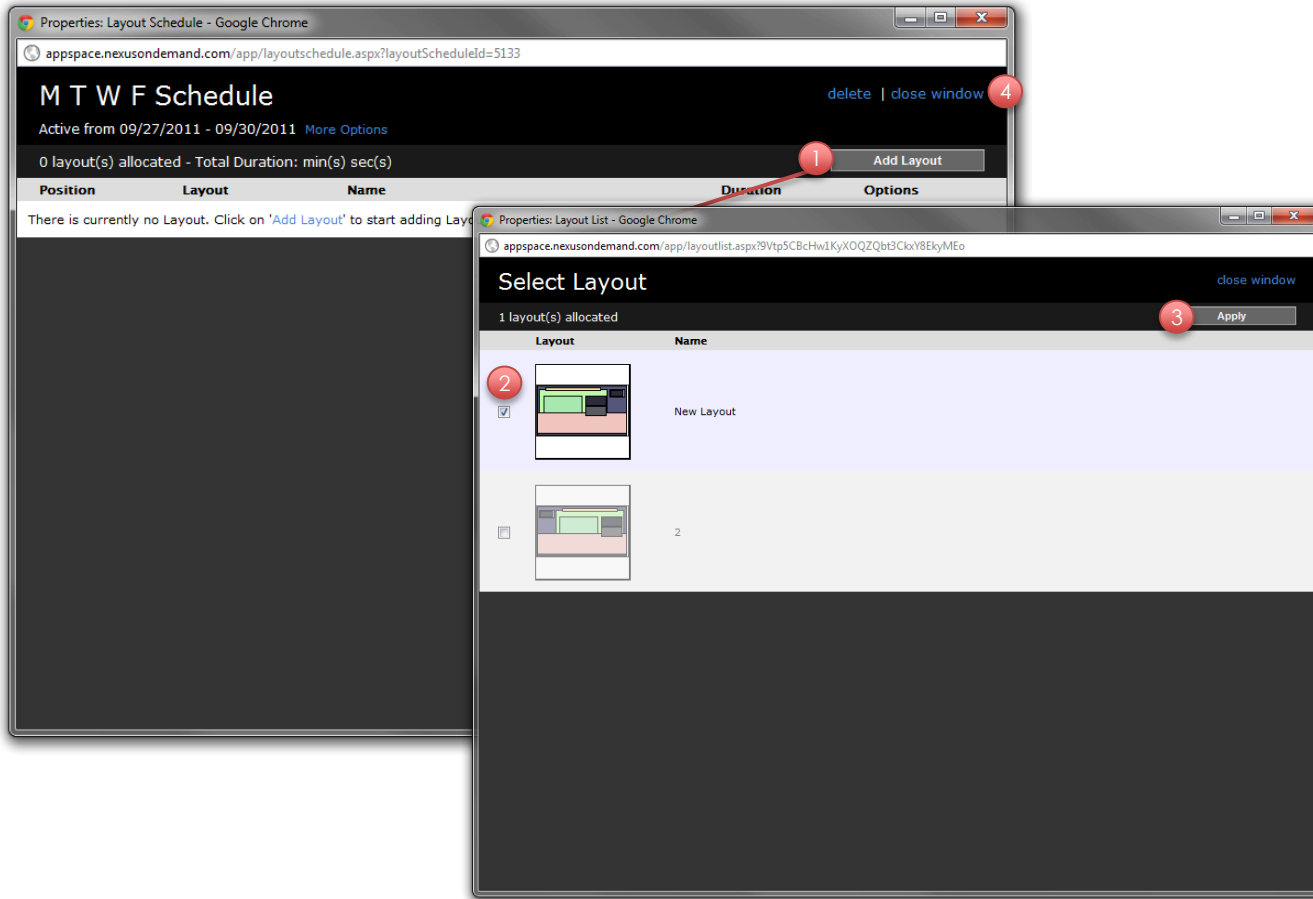 Properties: Layout Schedule - Google Chrome
appspace.nexusondemand.com/app/layoutschedule.aspx?layoutScheduleId=5133
M T W F Schedule
delete | close window
4
Active from 09/27/2011 - 09/30/2011 More Options
0 layout(s) allocated - Total Duration: min(s) sec(s)
1
Add Layout
Position Layout Name Duration Options
There is currently no Layout. Click on 'Add Layout' to start adding Layo
Properties: Layout List - Google Chrome
appspace.nexusondemand.com/app/layoutlist.aspx?9Vtp5CBcHw1KyXOQZQbt3CkxY8EkyMEo
Select Layout
close window
1 layout(s) allocated
3
Apply
Layout Name
2
New Layout
2